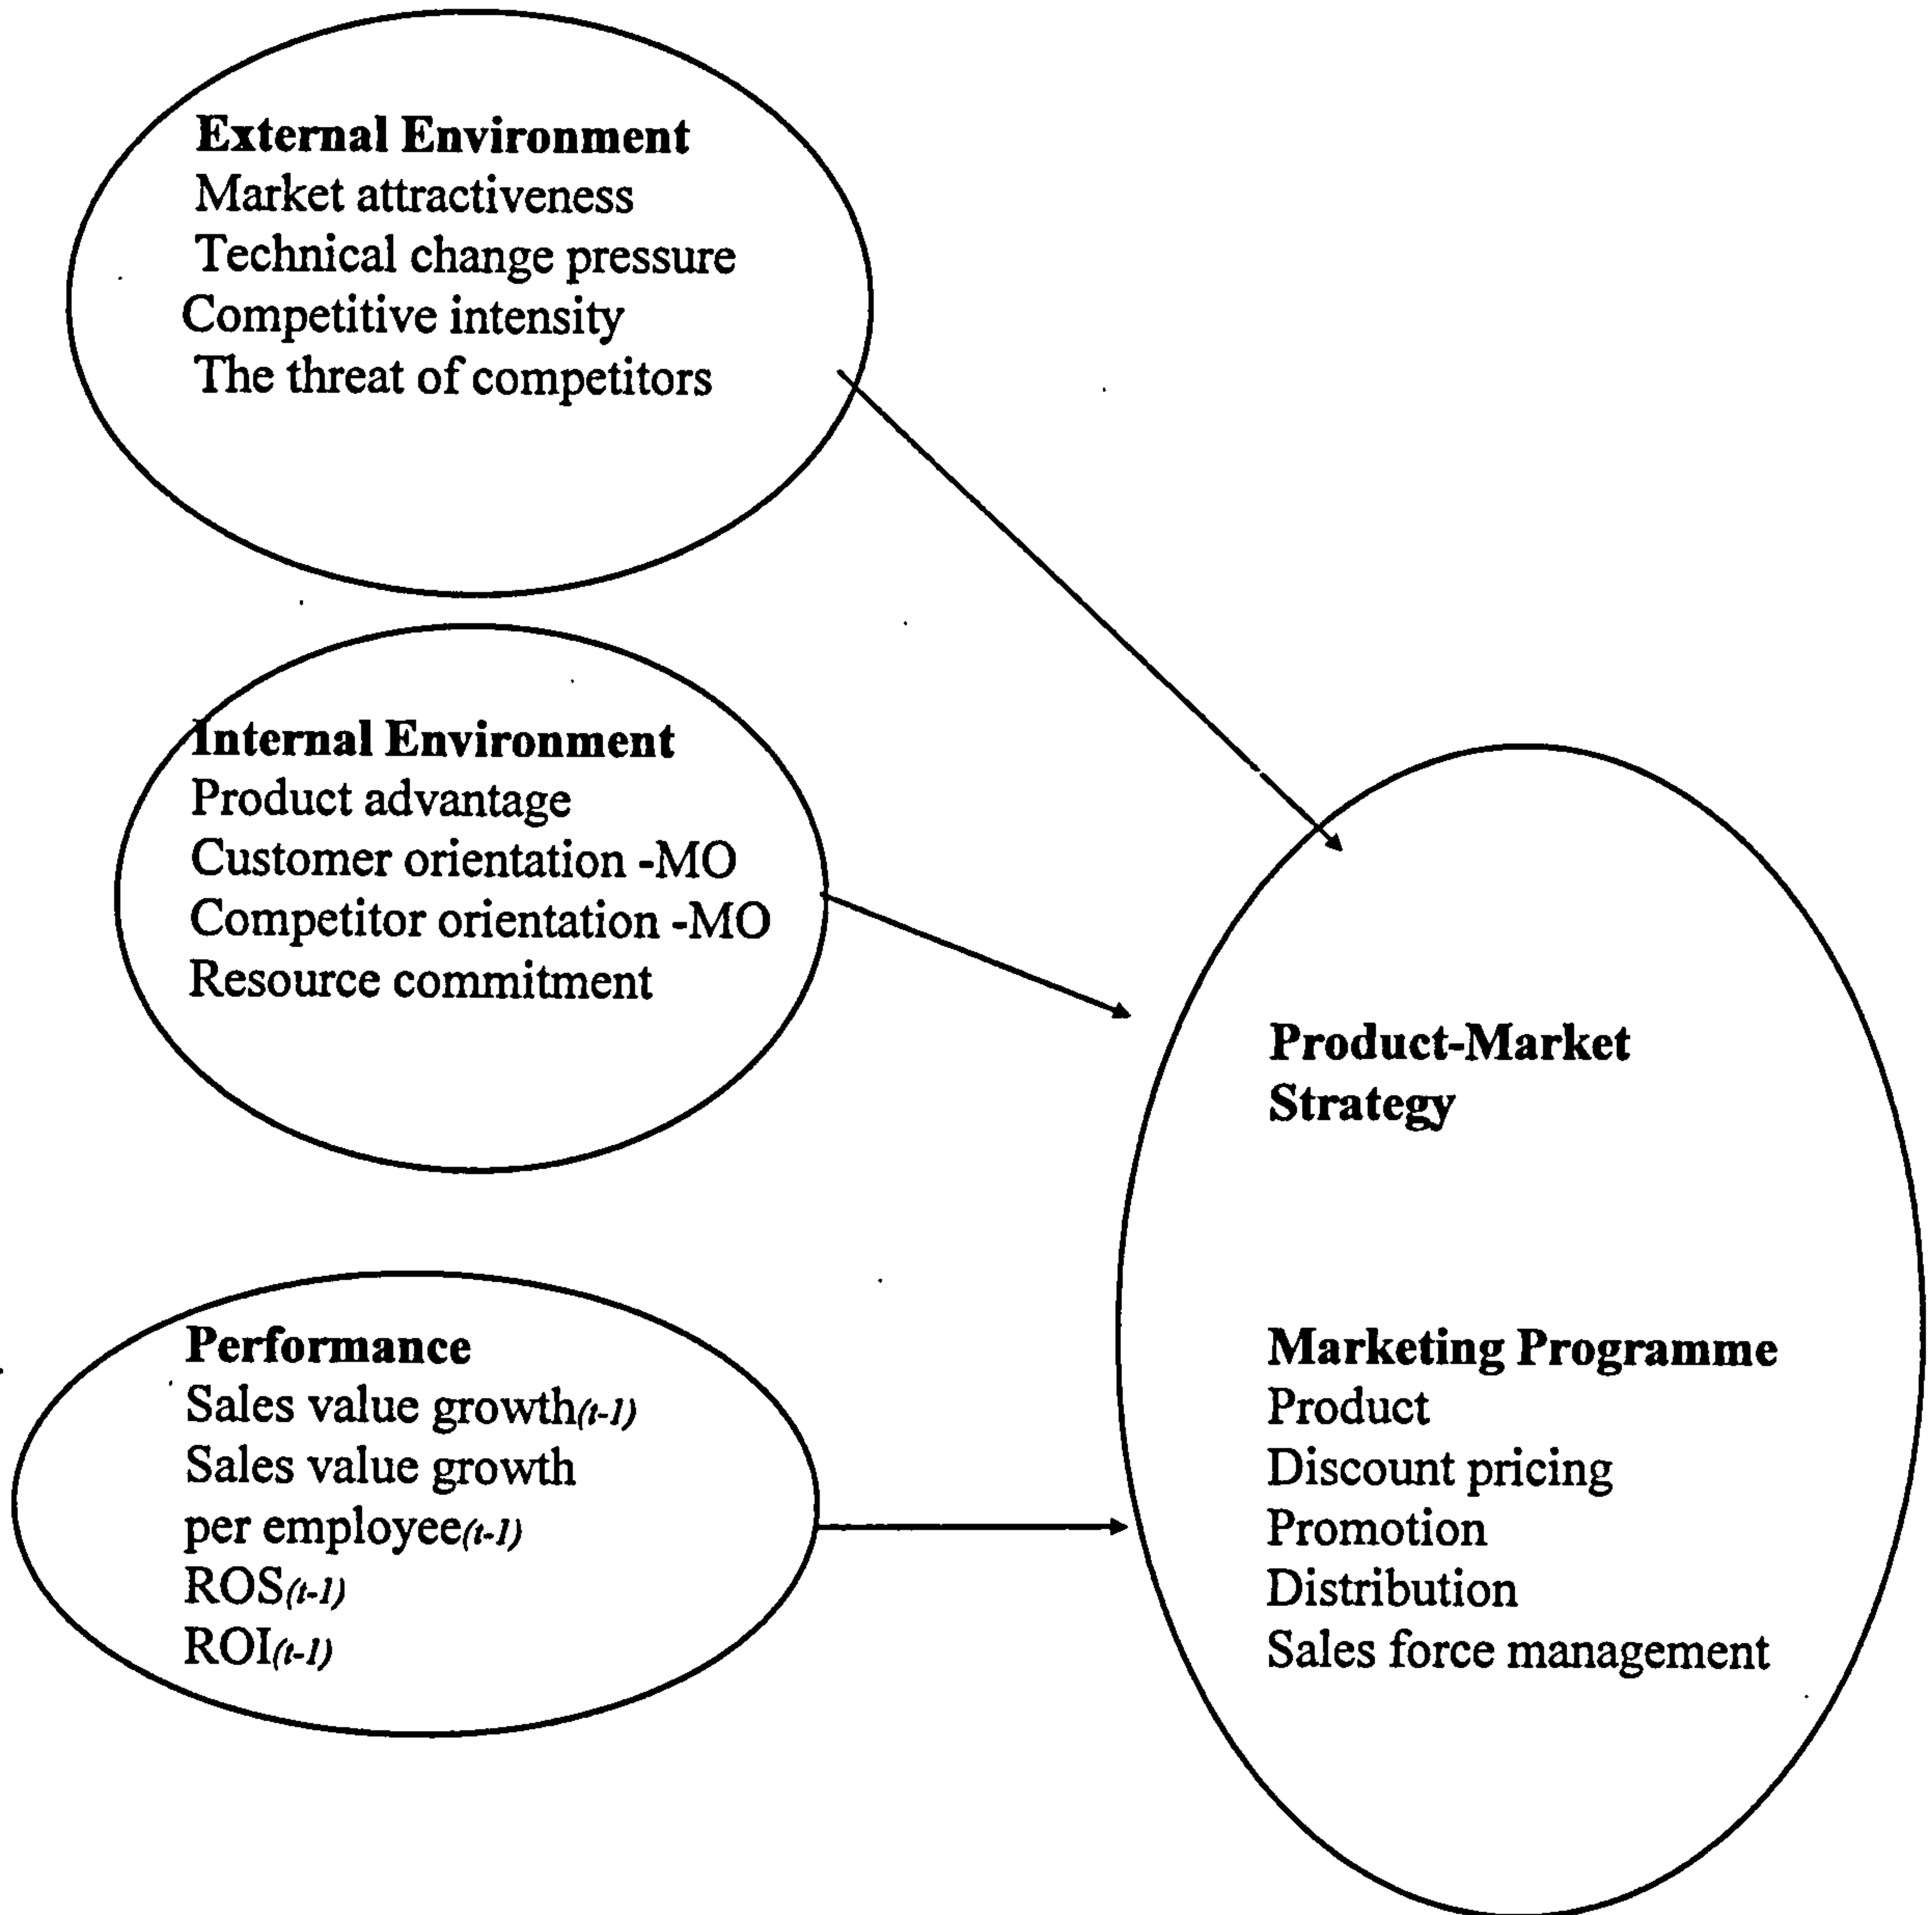 External Environment
Market attractiveness
Technical change pressure
Competitive intensity
The threat of competitors
Internal Environment
Product advantage
Customer orientation -MO
Competitor orientation -MO
Resource commitment
Performance
Sales value growth(t-1)
Sales value growth
per employee(t-1)
ROS(t-1)
ROI(t-1)
Product-Market
Strategy
Marketing Programme
Product
Discount pricing
Promotion
Distribution
Sales force management